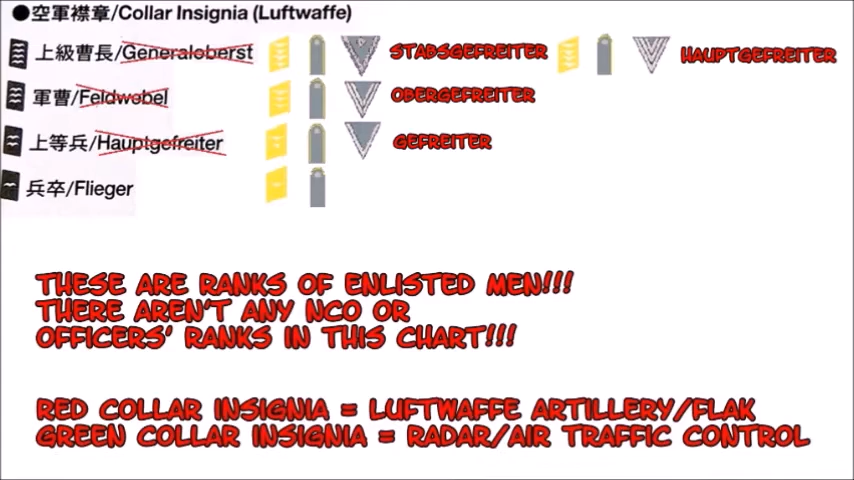 ●空軍襟章/Collar Insignia (Luftwaffe)
上級曹長/Generaloberst STABSGEFREITER HAUPTGEFREITER
軍曹/Feldwebel OBERGEFREITER
上等兵/Hauptgefreiter GEFREITER
兵卒/Flieger
THESE ARE RANKS OF ENLISTED MEN!!!
THERE AREN'T ANY NCO OR
OFFICERS' RANKS IN THIS CHART!!!
RED COLLAR INSIGNIA = LUFTWAFFE ARTILLERY/FLAK
GREEN COLLAR INSIGNIA = RADAR/AIR TRAFFIC CONTROL